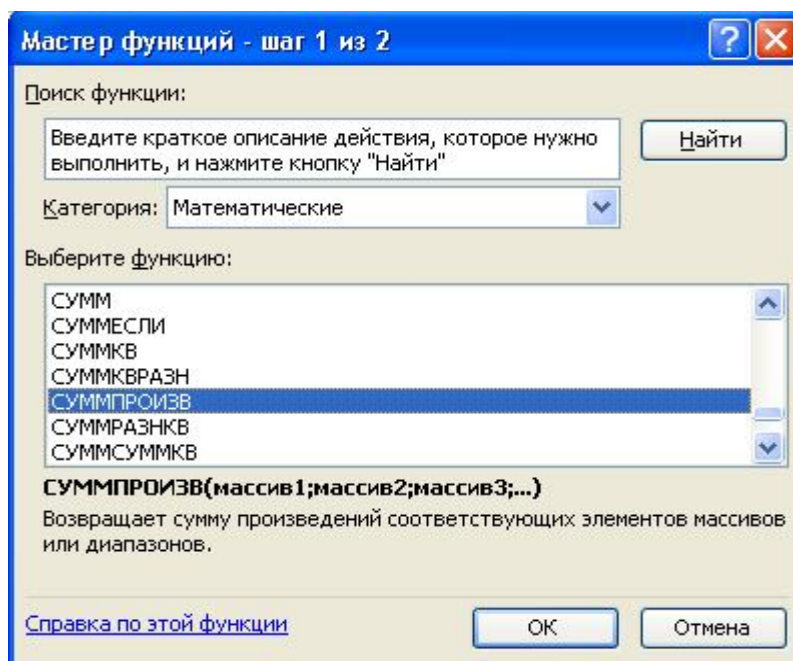 Мастер функций - шаг 1 из 2
Поиск функции:
Введите краткое описание действия, которое нужно
выполнить, и нажмите кнопку "Найти"
Найти
Категория: Математические
Выберите функцию:
СУММ
СУММЕСЛИ
СУММКВ
СУММКВРАЗН
СУММПРОИЗВ
СУММРАЗНКВ
СУММСУММКВ
СУММПРОИЗВ(массив1;массив2;массив3;...)
Возвращает сумму произведений соответствующих элементов массивов
или диапазонов.
Справка по этой функции
ОК
Отмена